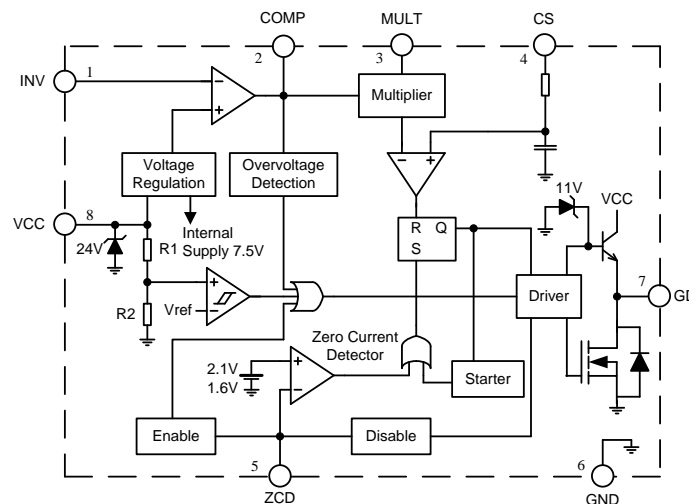 COMP
MULT
CS
INV
1
2
3
4
Multiplier
Voltage
Regulation
Overvoltage
Detection
VCC
8
24V
R1
Internal
Supply 7.5V
R
Q
S
11V
VCC
R2
Vref
Driver
7
GD
Zero Current
Detector
2.1V
1.6V
Starter
Enable
Disable
5
ZCD
6
GND